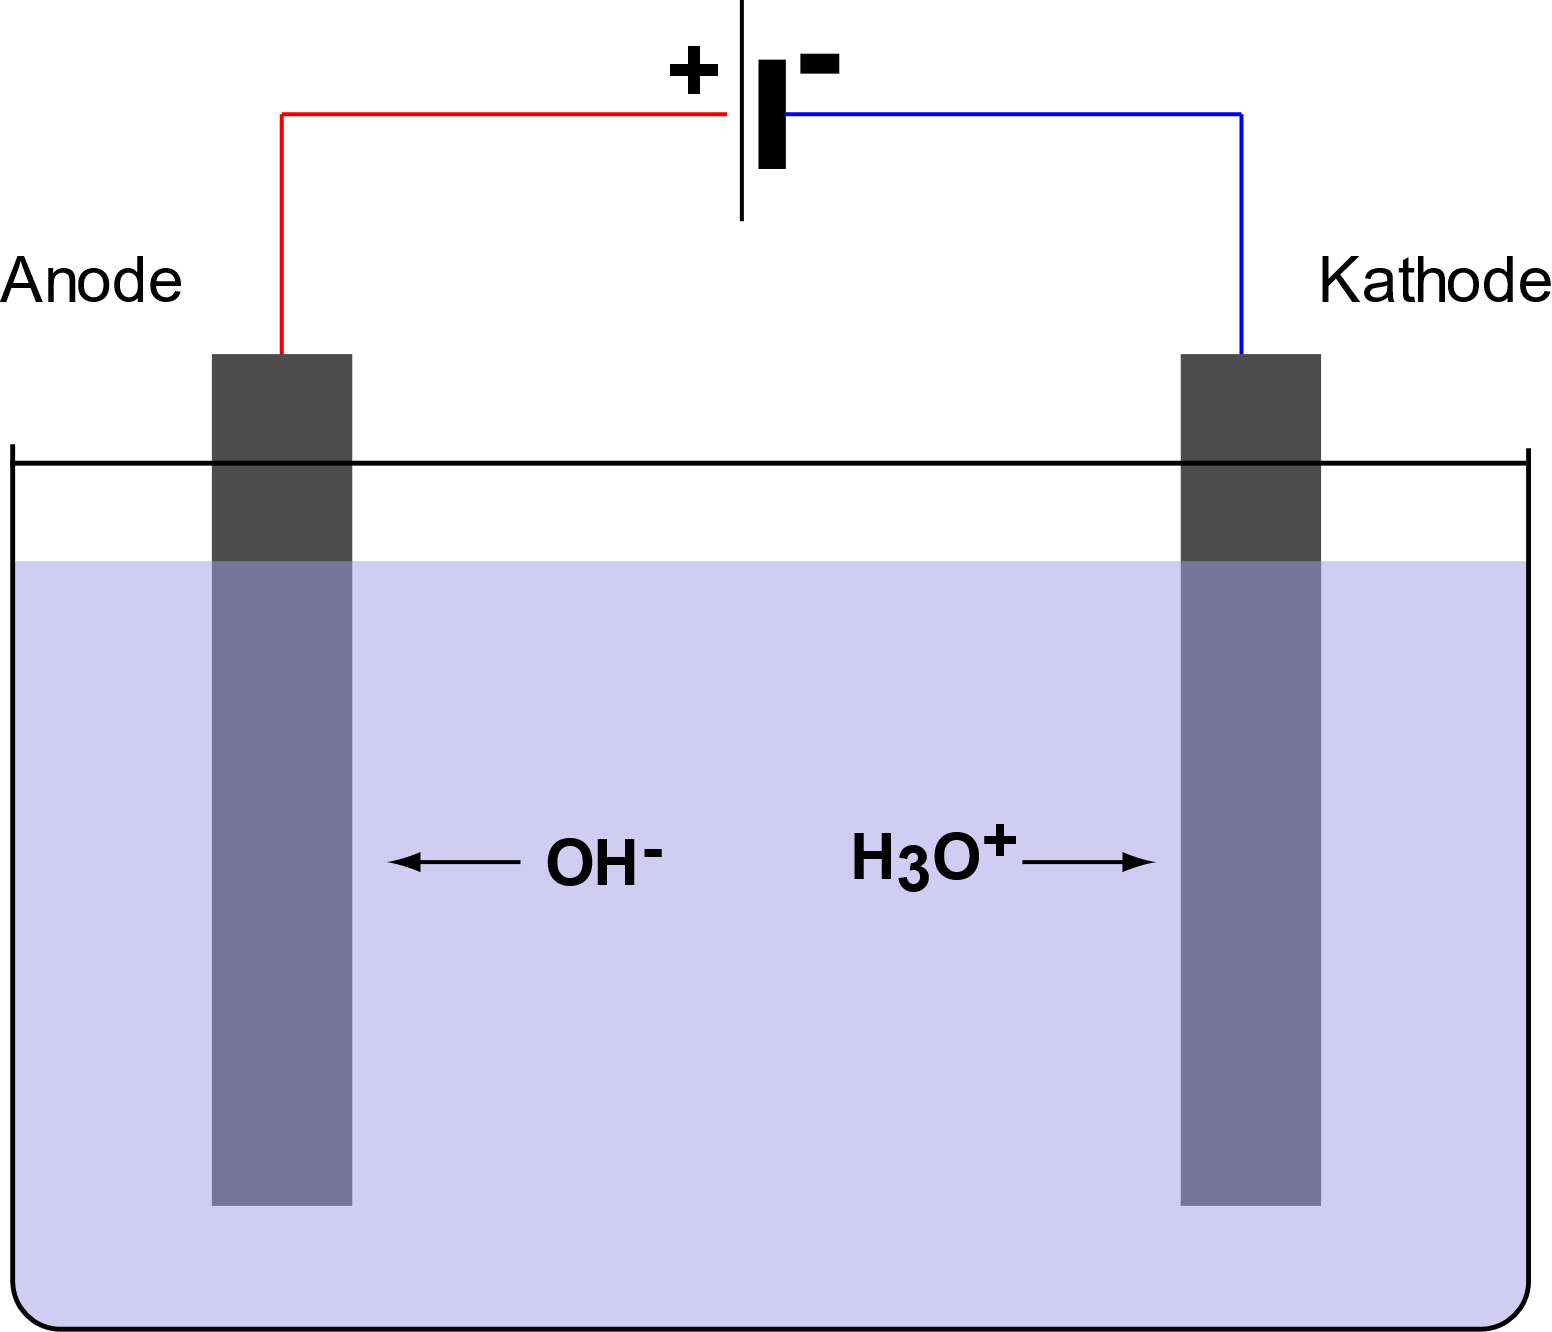 + -
Anode
Kathode
OH-
H3O+